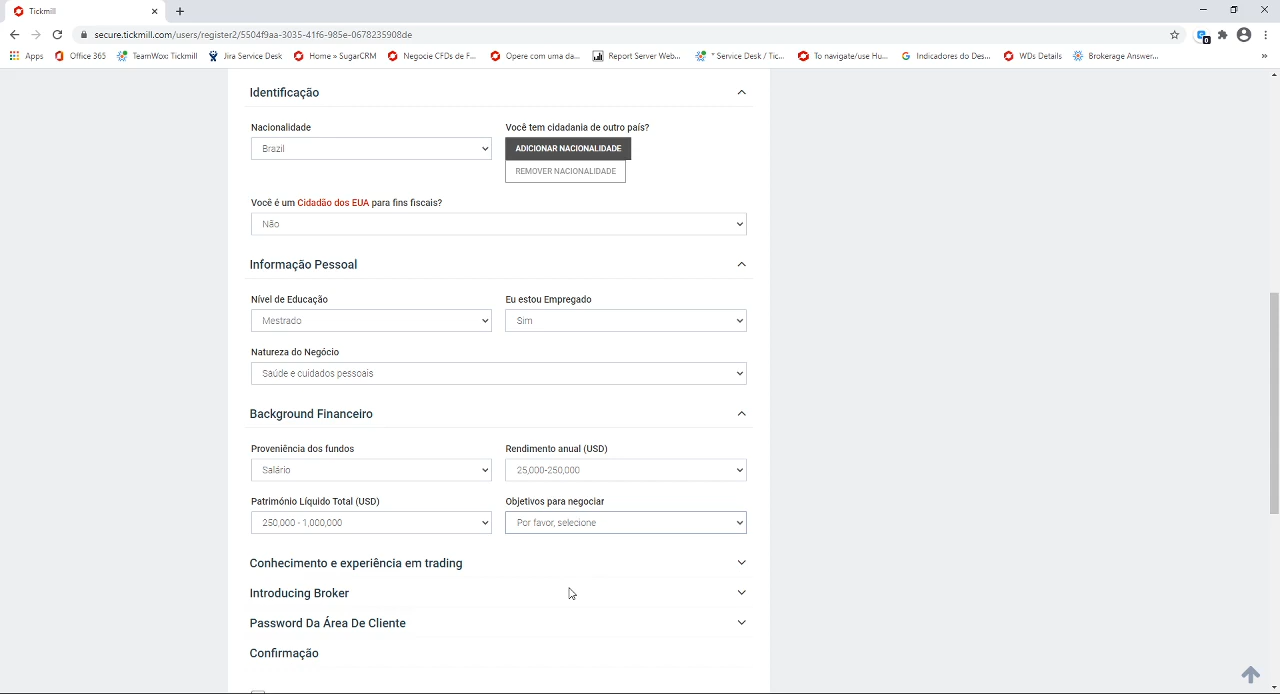 Tickmill
secure.tickmill.com/users/register2/5504f9aa-3035-41f6-985e-0678235908de
Apps Office 365 TeamWox Tickmill Jira Service Desk Home » SugarCRM Negocie CFDs de F... Opere com uma da... Report Server Web... * Service Desk / Tic... To navigate/use Hu... Indicadores do Des... WDs Details Brokerage Answer... »
Identificação
Nacionalidade Você tem cidadania de outro país?
Brazil ADICIONAR NACIONALIDADE
REMOVER NACIONALIDADE
Você é um Cidadão dos EUA para fins fiscais?
Não
Informação Pessoal
Nível de Educação Eu estou Empregado
Mestrado Sim
Natureza do Negócio
Saúde e cuidados pessoais
Background Financeiro
Proveniência dos fundos Rendimento anual (USD)
Salário 25,000-250,000
Património Líquido Total (USD) Objetivos para negociar
250,000 - 1,000,000 Por favor, selecione
Conhecimento e experiência em trading
Introducing Broker
Password Da Área De Cliente
Confirmação